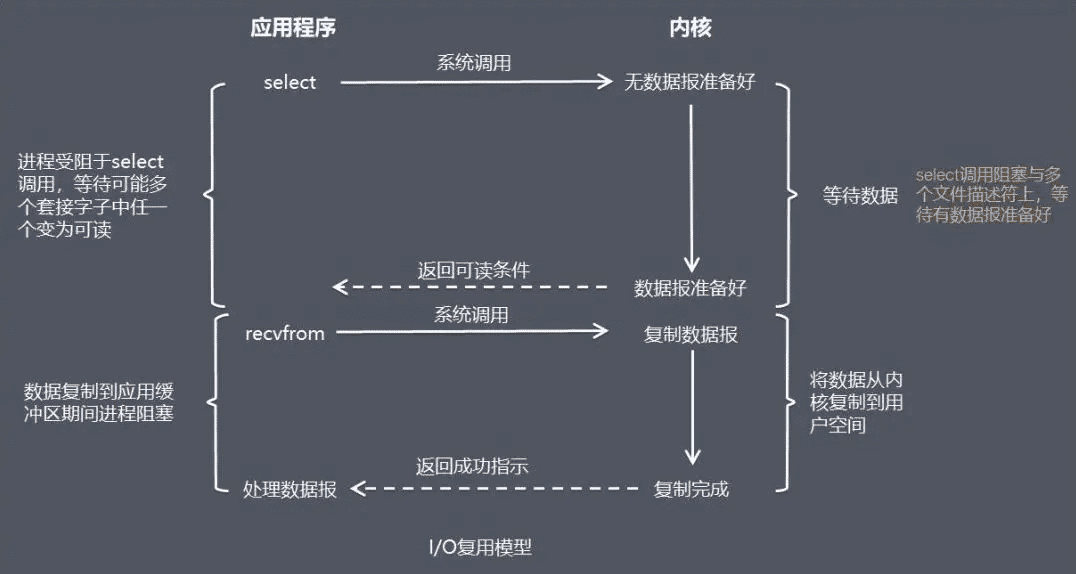 应用程序
内核
系统调用
select
无数据报准备好
进程受阻于select
调用，等待可能多
个套接字子中任一
个变为可读
等待数据
select调用阻塞与多
个文件描述符上，等
待有数据报准备好
返回可读条件
数据报准备好
系统调用
recvfrom
复制数据报
数据复制到应用缓
冲区期间进程阻塞
将数据从内
核复制到用
户空间
返回成功指示
处理数据报
复制完成
I/O复用模型